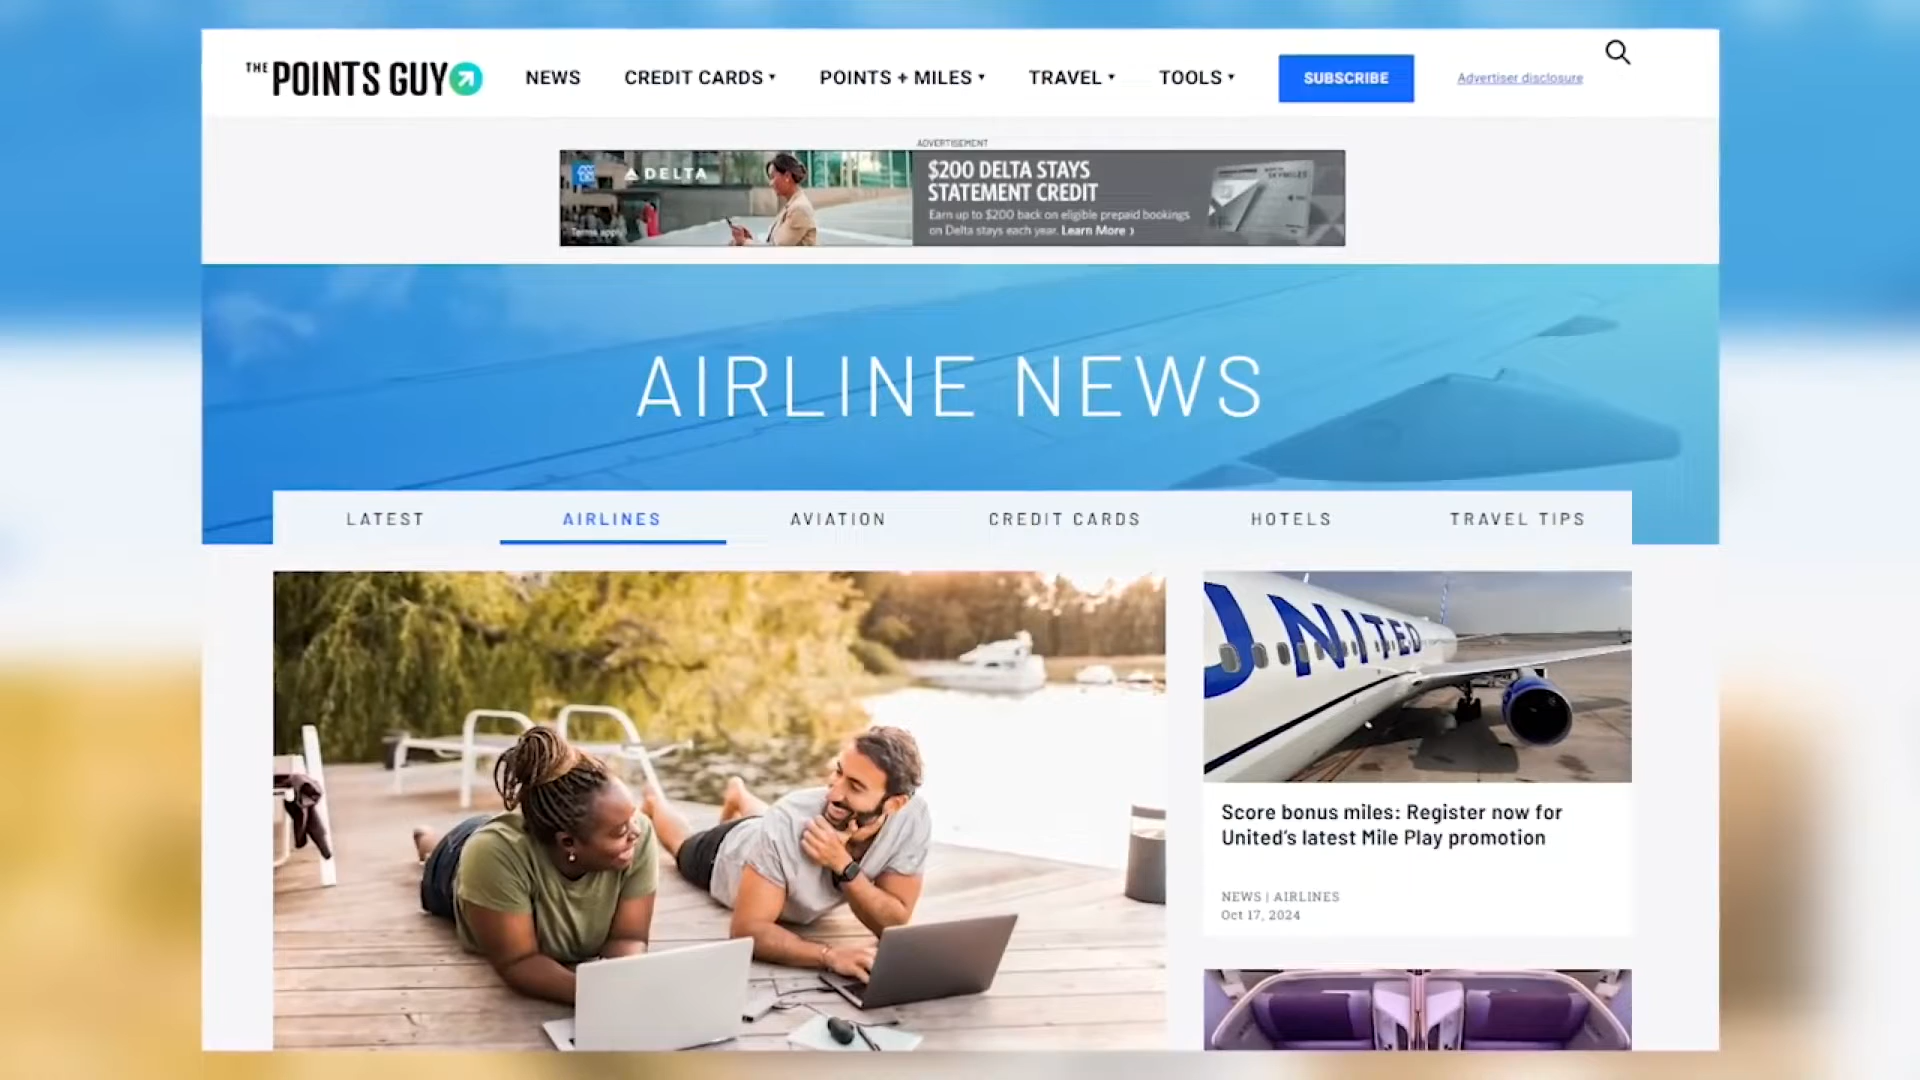 THE POINTS GUY
NEWS
CREDIT CARDS
POINTS + MILES
TRAVEL
TOOLS
SUBSCRIBE
Advertiser disclosure
ADVERTISEMENT
DELTA
Terms apply
$200 DELTA STAYS
STATEMENT CREDIT
Earn up to $200 back on eligible prepaid bookings
on Delta stays each year. Learn More ›
SKYMILES
AIRLINE NEWS
LATEST
AIRLINES
AVIATION
CREDIT CARDS
HOTELS
TRAVEL TIPS
UNITED
Score bonus miles: Register now for
United's latest Mile Play promotion
NEWS | AIRLINES
Oct 17, 2024